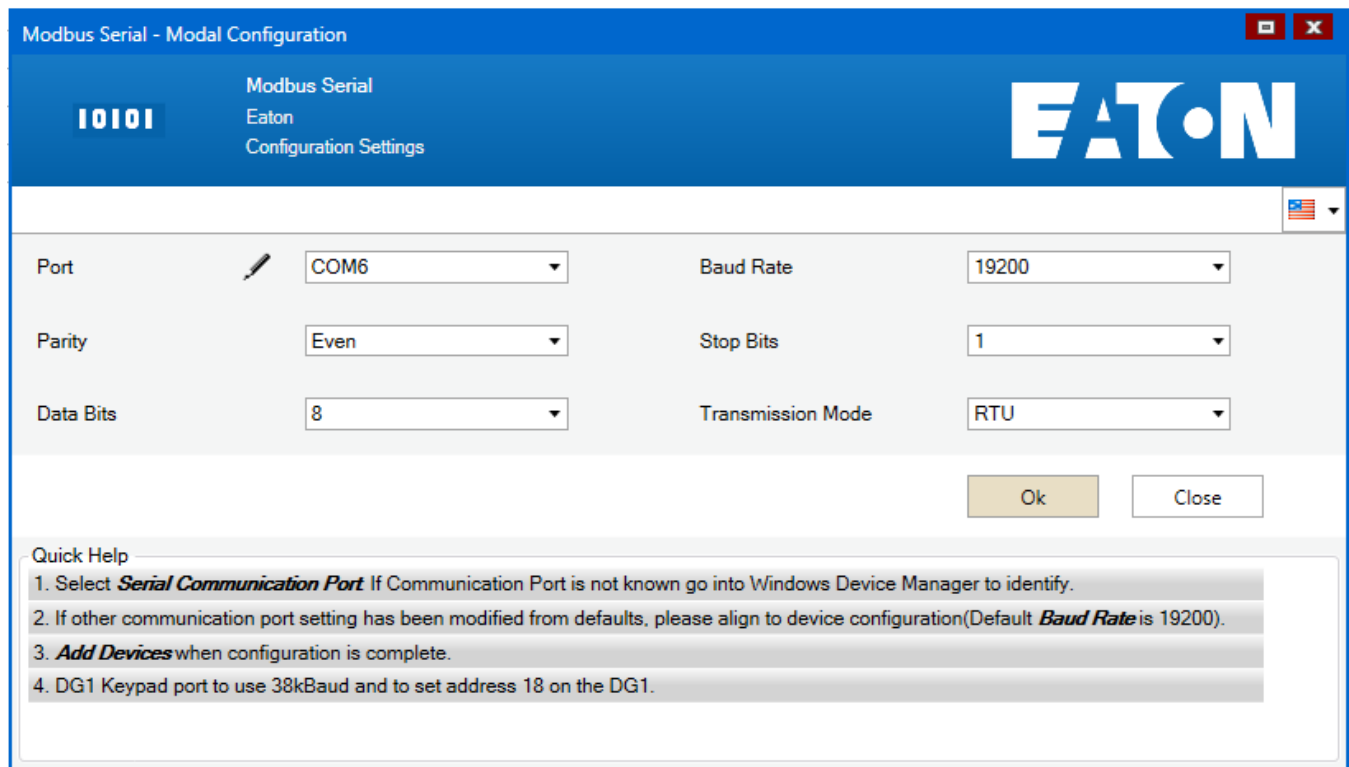 Modbus Serial - Modal Configuration
10101
Modbus Serial
Eaton
Configuration Settings
EATON
Port COM6 Baud Rate 19200
Parity Even Stop Bits 1
Data Bits 8 Transmission Mode RTU
Ok Close
Quick Help
1. Select Serial Communication Port. If Communication Port is not known go into Windows Device Manager to identify.
2. If other communication port setting has been modified from defaults, please align to device configuration(Default Baud Rate is 19200).
3. Add Devices when configuration is complete.
4. DG1 Keypad port to use 38kBaud and to set address 18 on the DG1.